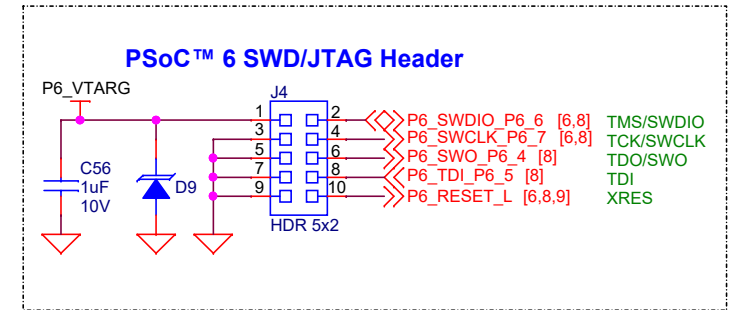 PSoC™ 6 SWD/JTAG Header
P6_VTARG
J4
1 2 P6_SWDIO_P6_6 [6,8] TMS/SWDIO
3 4 P6_SWCLK_P6_7 [6,8] TCK/SWCLK
5 6 P6_SWO_P6_4 [8] TDO/SWO
7 8 P6_TDI_P6_5 [8] TDI
9 10 P6_RESET_L [6,8,9] XRES
C56
1uF
10V
D9
HDR 5x2